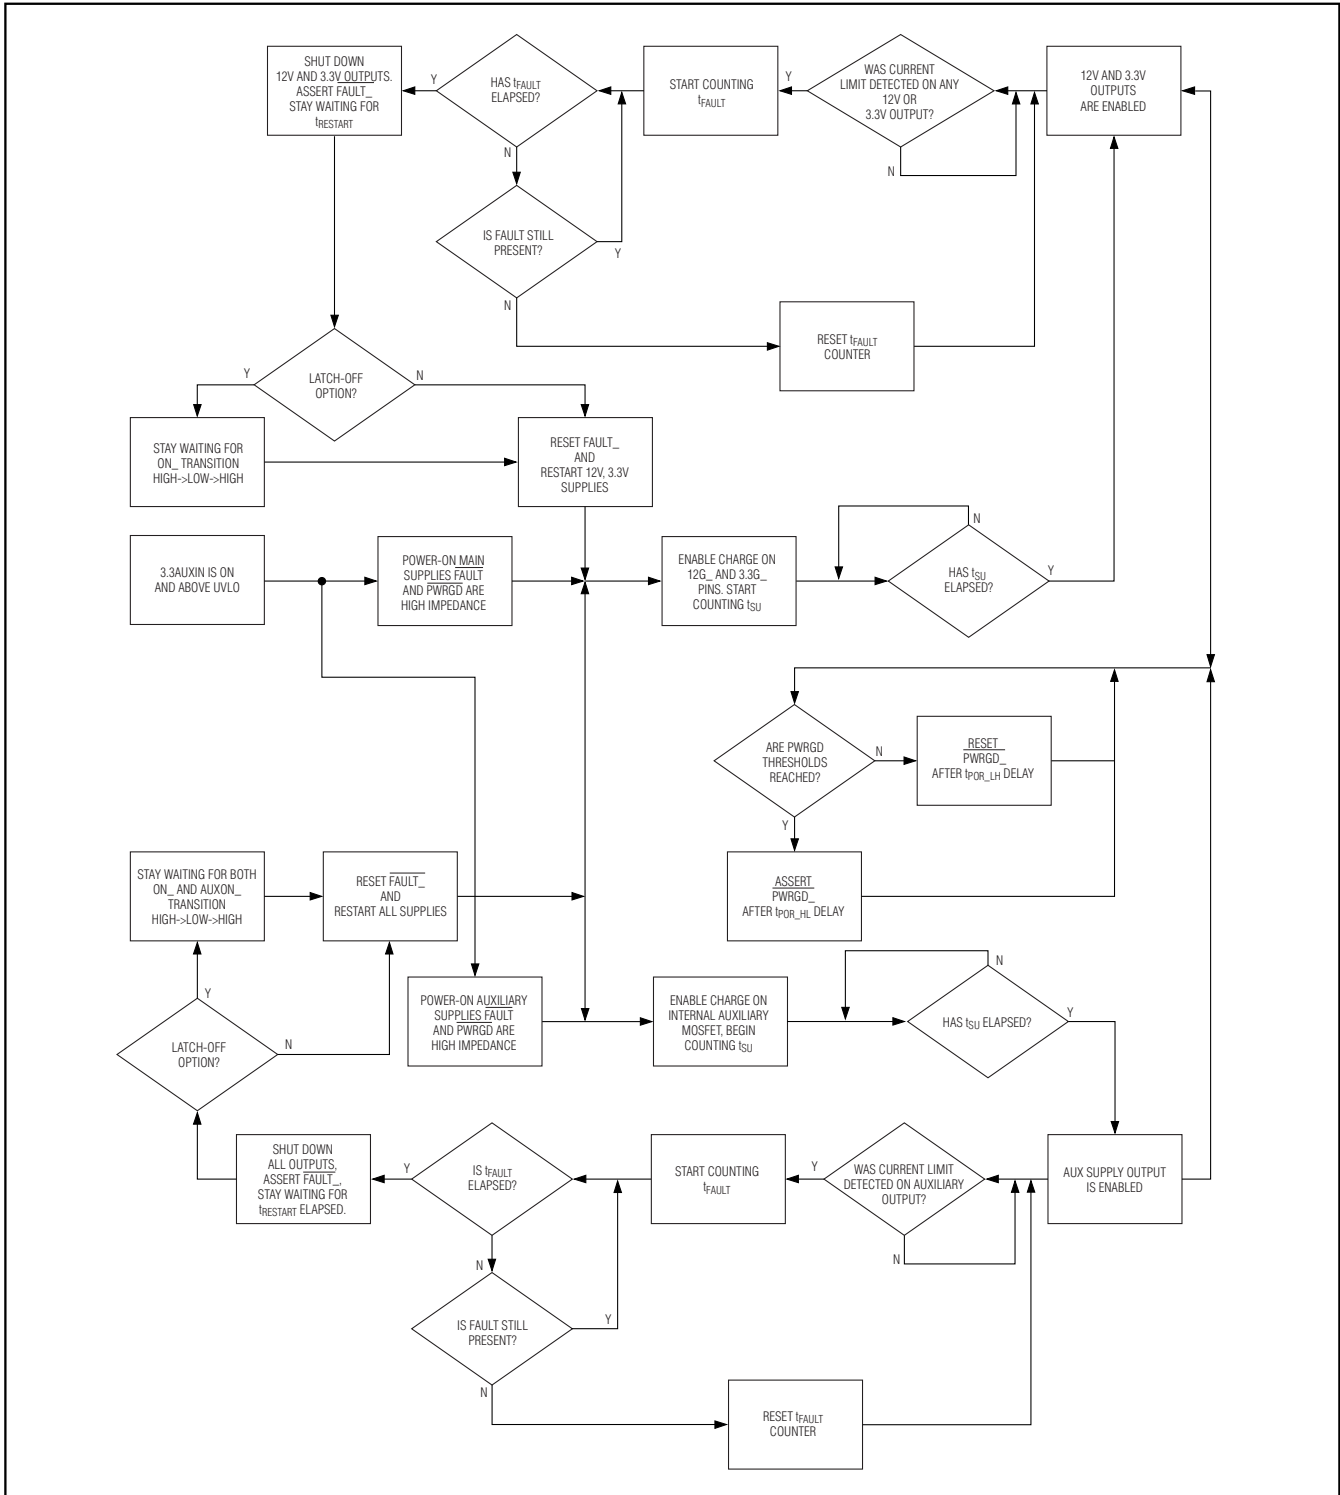 SHUT DOWN
12V AND 3.3V OUTPUTS.
ASSERT FAULT_
STAY WAITING FOR
tRESTART
Y
HAS tFAULT
ELAPSED?
N
START COUNTING
tFAULT
Y
WAS CURRENT
LIMIT DETECTED ON ANY
12V OR
3.3V OUTPUT?
N
12V AND 3.3V
OUTPUTS
ARE ENABLED
IS FAULT STILL
PRESENT?
Y
N
RESET tFAULT
COUNTER
Y
LATCH-OFF
OPTION?
N
STAY WAITING FOR
ON_ TRANSITION
HIGH->LOW->HIGH
RESET FAULT_
AND
RESTART 12V, 3.3V
SUPPLIES
3.3AUXIN IS ON
AND ABOVE UVLO
POWER-ON MAIN
SUPPLIES FAULT
AND PWRGD ARE
HIGH IMPEDANCE
ENABLE CHARGE ON
12G_ AND 3.3G_
PINS. START
COUNTING tSU
N
HAS tSU
ELAPSED?
Y
ARE PWRGD
THRESHOLDS
REACHED?
N
Y
RESET
PWRGD_
AFTER tPOR_LH DELAY
ASSERT
PWRGD_
AFTER tPOR_HL DELAY
STAY WAITING FOR BOTH
ON_ AND AUXON_
TRANSITION
HIGH->LOW->HIGH
RESET FAULT_
AND
RESTART ALL SUPPLIES
Y
LATCH-OFF
OPTION?
N
POWER-ON AUXILIARY
SUPPLIES FAULT
AND PWRGD ARE
HIGH IMPEDANCE
ENABLE CHARGE ON
INTERNAL AUXILIARY
MOSFET, BEGIN
COUNTING tSU
N
HAS tSU ELAPSED?
Y
SHUT DOWN
ALL OUTPUTS,
ASSERT FAULT_,
STAY WAITING FOR
tRESTART ELAPSED.
Y
IS tFAULT
ELAPSED?
N
START COUNTING
tFAULT
Y
WAS CURRENT LIMIT
DETECTED ON AUXILIARY
OUTPUT?
N
AUX SUPPLY OUTPUT
IS ENABLED
IS FAULT STILL
PRESENT?
Y
N
RESET tFAULT
COUNTER